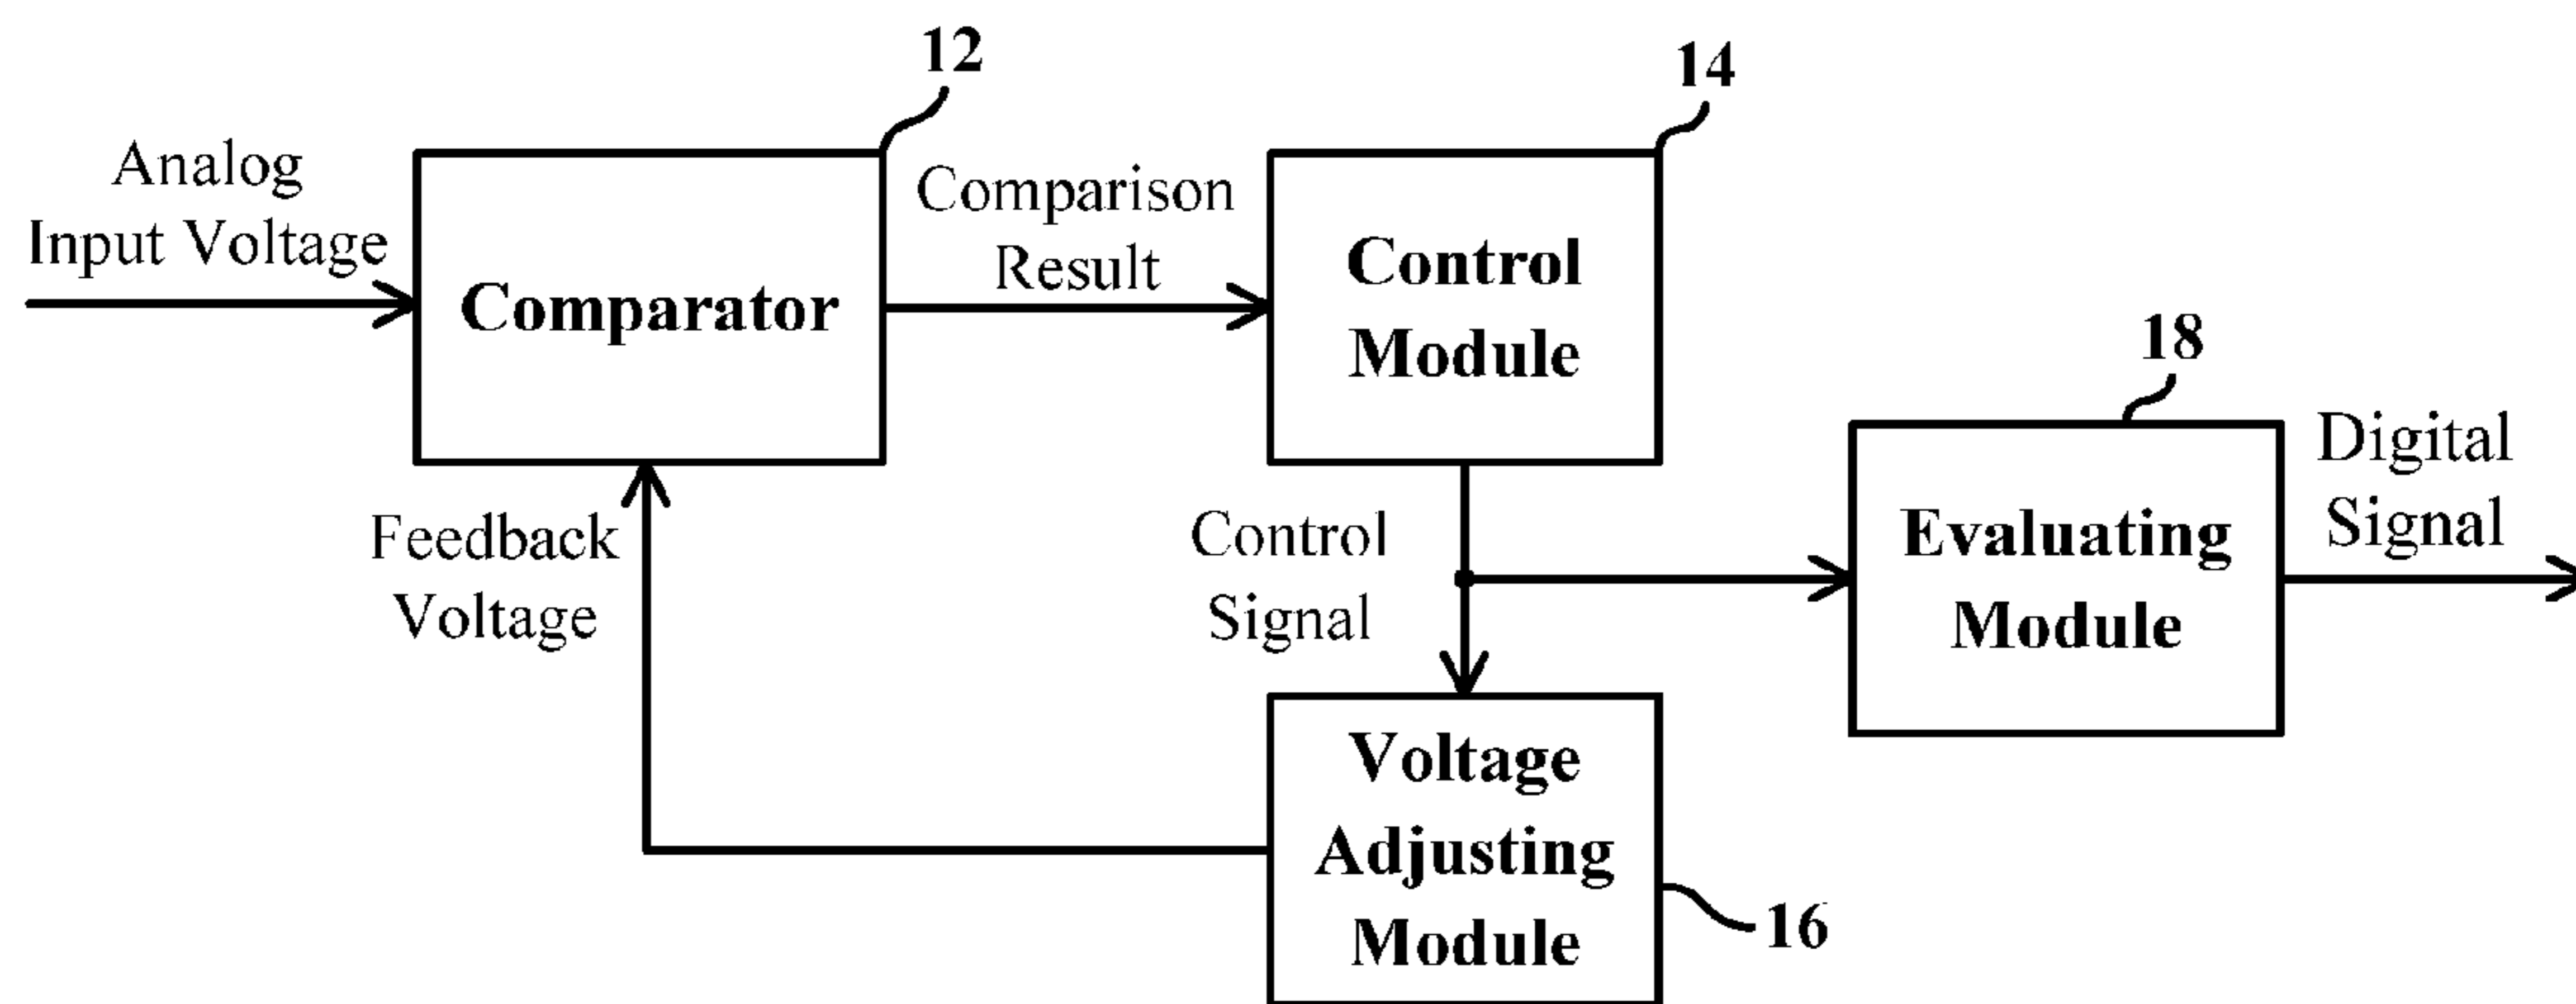 12
14
Analog
Input Voltage
Comparator
Comparison
Result
Control
Module
18
Feedback
Voltage
Control
Signal
Evaluating
Module
Digital
Signal
Voltage
Adjusting
Module
16